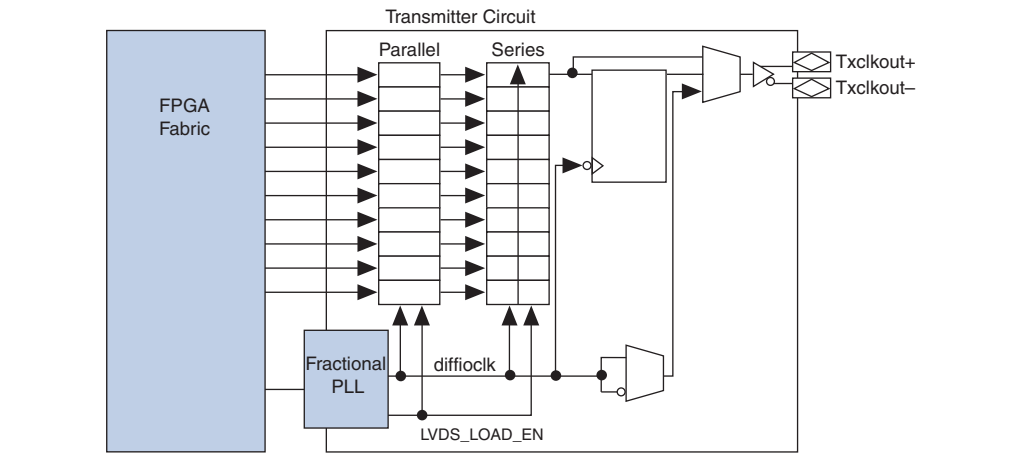 Transmitter Circuit
Parallel
Series
FPGA
Fabric
Txclkout+
Txclkout–
Fractional
PLL
diffioclk
LVDS_LOAD_EN